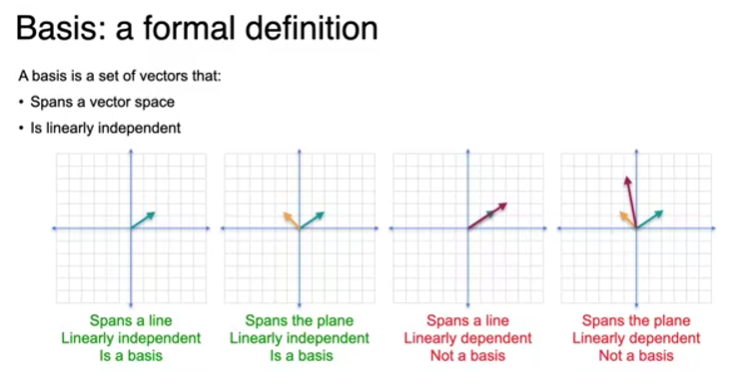 Basis: a formal definition
A basis is a set of vectors that:
• Spans a vector space
• Is linearly independent
Spans a line
Linearly independent
Is a basis
Spans the plane
Linearly independent
Is a basis
Spans a line
Linearly dependent
Not a basis
Spans the plane
Linearly dependent
Not a basis